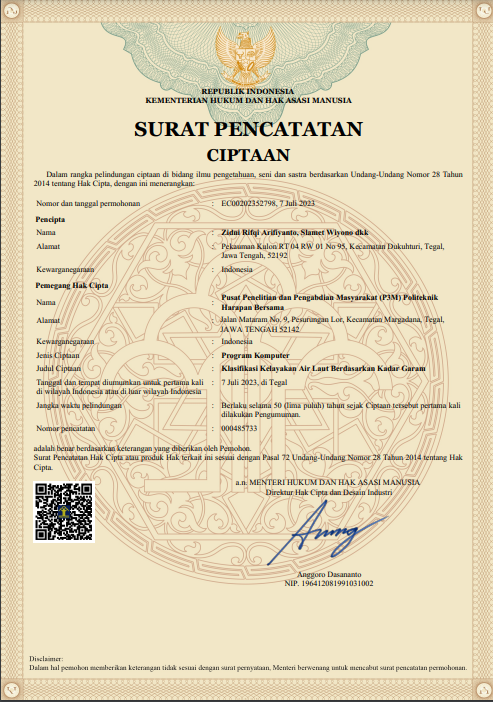 REPUBLIK INDONESIA
KEMENTERIAN HUKUM DAN HAK ASASI MANUSIA
SURAT PENCATATAN
CIPTAAN
Dalam rangka pelindungan ciptaan di bidang ilmu pengetahuan, seni dan sastra berdasarkan Undang-Undang Nomor 28 Tahun
2014 tentang Hak Cipta, dengan ini menerangkan:
Nomor dan tanggal permohonan : EC00202352798, 7 Juli 2023
Pencipta
Nama : Zidni Rifqi Arifiyanto, Slamet Wiyono dkk
Alamat : Pekauman Kulon RT 04 RW 01 No 95, Kecamatan Dukuhturi, Tegal,
Jawa Tengah, 52192
Kewarganegaraan : Indonesia
Pemegang Hak Cipta
Nama : Pusat Penelitian dan Pengabdian Masyarakat (P3M) Politeknik
Harapan Bersama
Alamat : Jalan Mataram No. 9, Pesurungan Lor, Kecamatan Margadana, Tegal,
JAWA TENGAH 52142
Kewarganegaraan : Indonesia
Jenis Ciptaan : Program Komputer
Judul Ciptaan : Klasifikasi Kelayakan Air Laut Berdasarkan Kadar Garam
Tanggal dan tempat diumumkan untuk pertama kali : 7 Juli 2023, di Tegal
di wilayah Indonesia atau di luar wilayah Indonesia
Jangka waktu pelindungan : Berlaku selama 50 (lima puluh) tahun sejak Ciptaan tersebut pertama kali
dilakukan Pengumuman.
Nomor pencatatan : 000485733
adalah benar berdasarkan keterangan yang diberikan oleh Pemohon.
Surat Pencatatan Hak Cipta atau produk Hak terkait ini sesuai dengan Pasal 72 Undang-Undang Nomor 28 Tahun 2014 tentang Hak
Cipta.
a.n. MENTERI HUKUM DAN HAK ASASI MANUSIA
Direktur Hak Cipta dan Desain Industri
Anggoro Dasananto
NIP. 196412081991031002
Disclaimer:
Dalam hal pemohon memberikan keterangan tidak sesuai dengan surat pernyataan, Menteri berwenang untuk mencabut surat pencatatan permohonan.